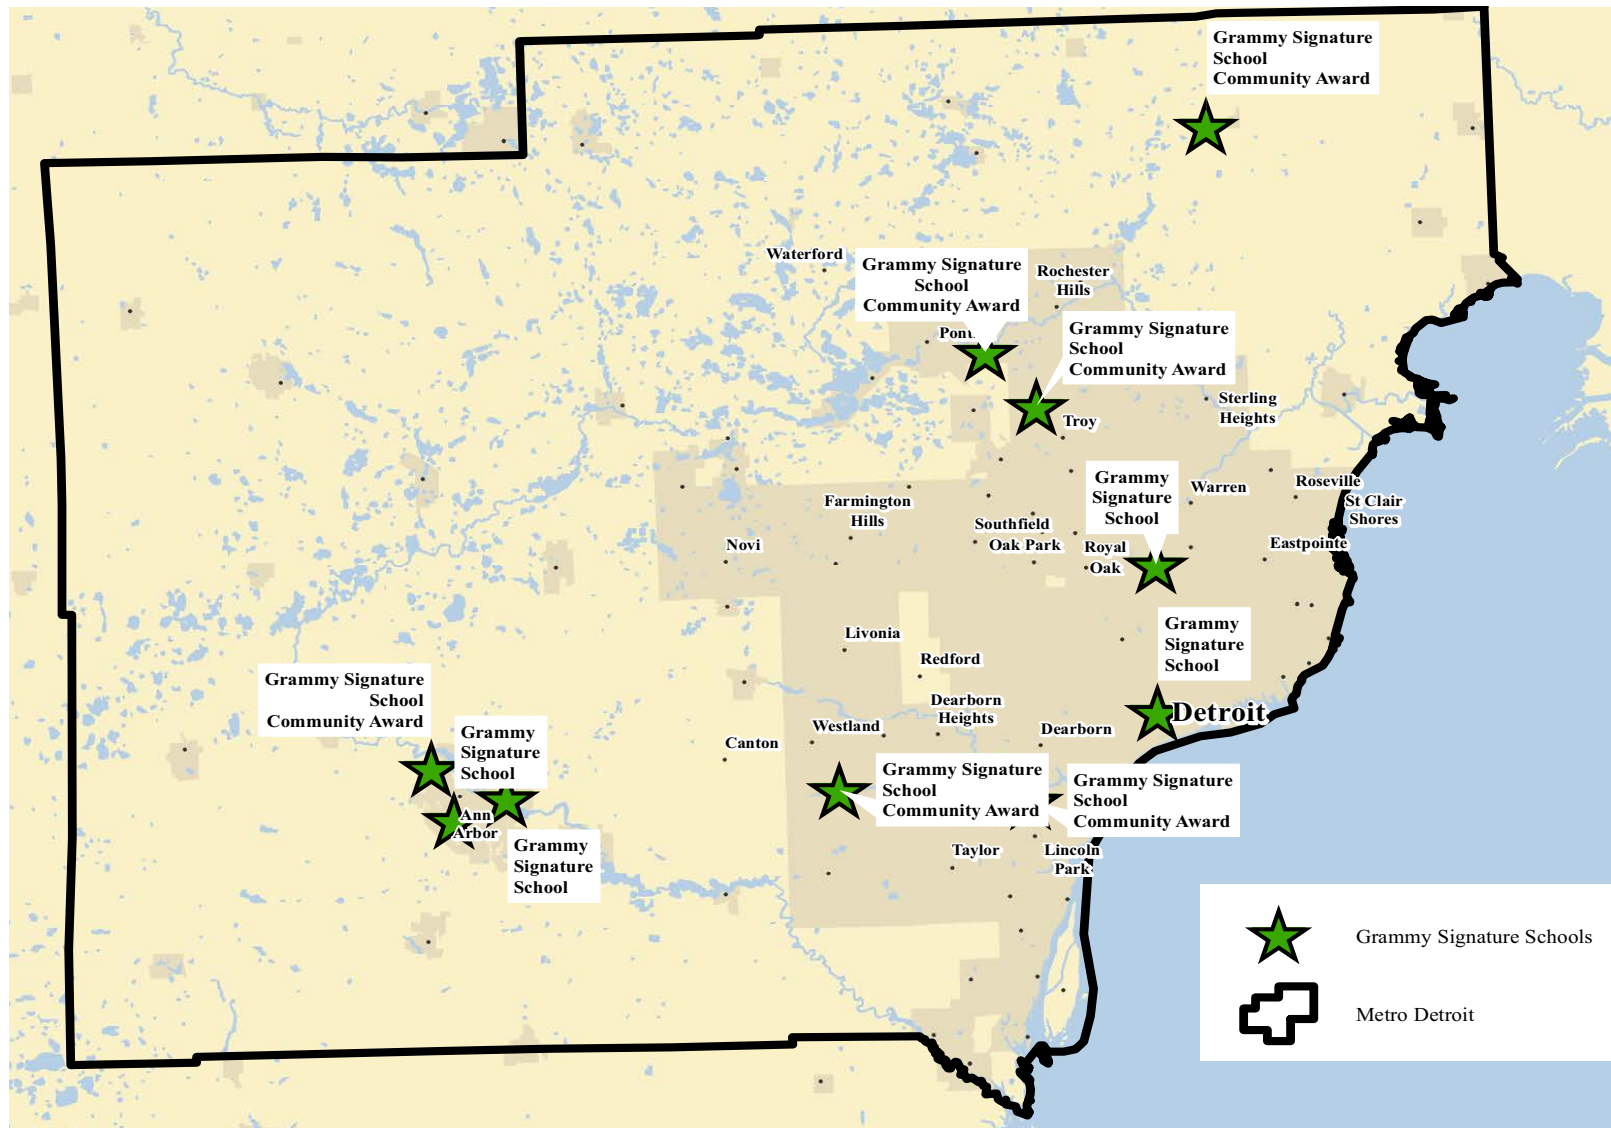 Grammy Signature
School
Community Award
Waterford
Grammy Signature
School
Community Award
Rochester
Hills
Pont
Grammy Signature
School
Community Award
Troy
Sterling
Heights
Grammy
Signature
School
Warren
Roseville
St Clair
Shores
Farmington
Hills
Southfield
Oak Park
Royal
Oak
Eastpointe
Novi
Grammy
Signature
School
Livonia
Redford
Dearborn
Heights
Detroit
Grammy Signature
School
Community Award
Grammy
Signature
School
Westland
Canton
Dearborn
Grammy Signature
School
Community Award
Grammy Signature
School
Community Award
Ann
Arbor
Grammy
Signature
School
Taylor
Lincoln
Park
Grammy Signature Schools
Metro Detroit